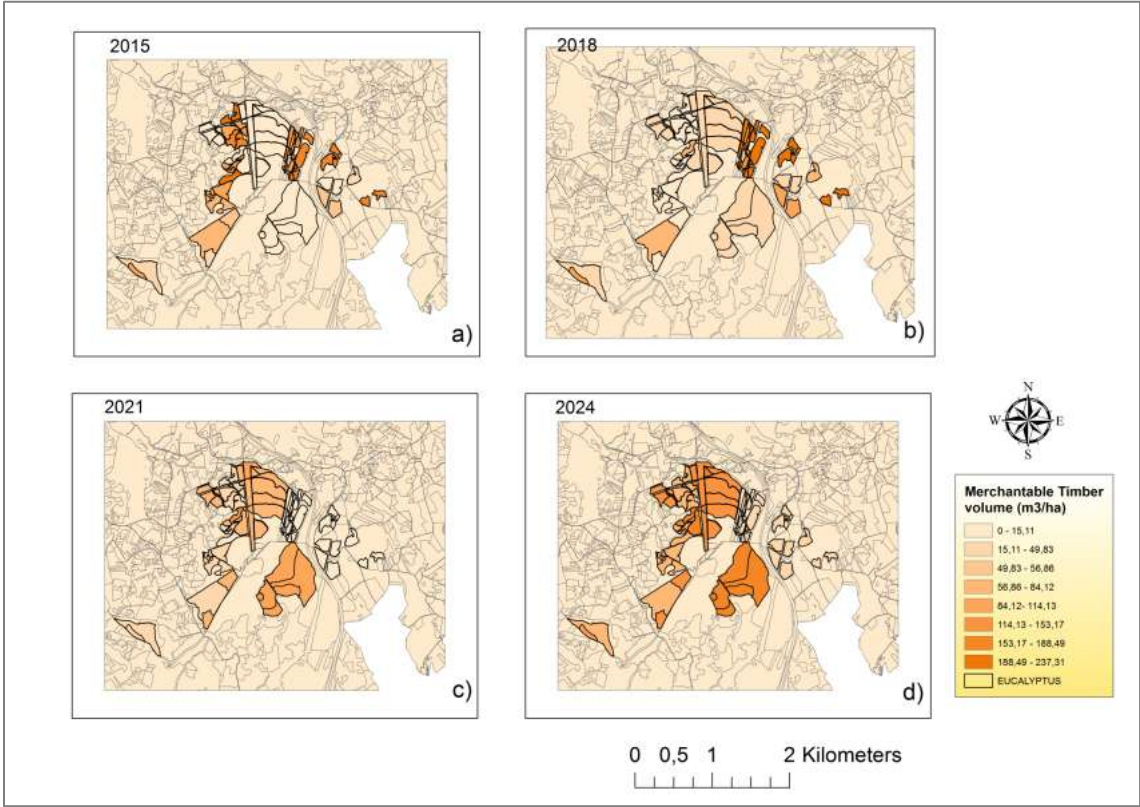 2015
a)
2018
b)
2021
c)
2024
d)
N
W E
S
Merchantable Timber
volume (m3/ha)
0 - 15,11
15,11 - 49,83
49,83 - 56,86
56,86 - 84,12
84,12- 114,13
114,13 - 153,17
153,17 - 188,49
188,49 - 237,31
EUCALYPTUS
0 0,5 1 2 Kilometers